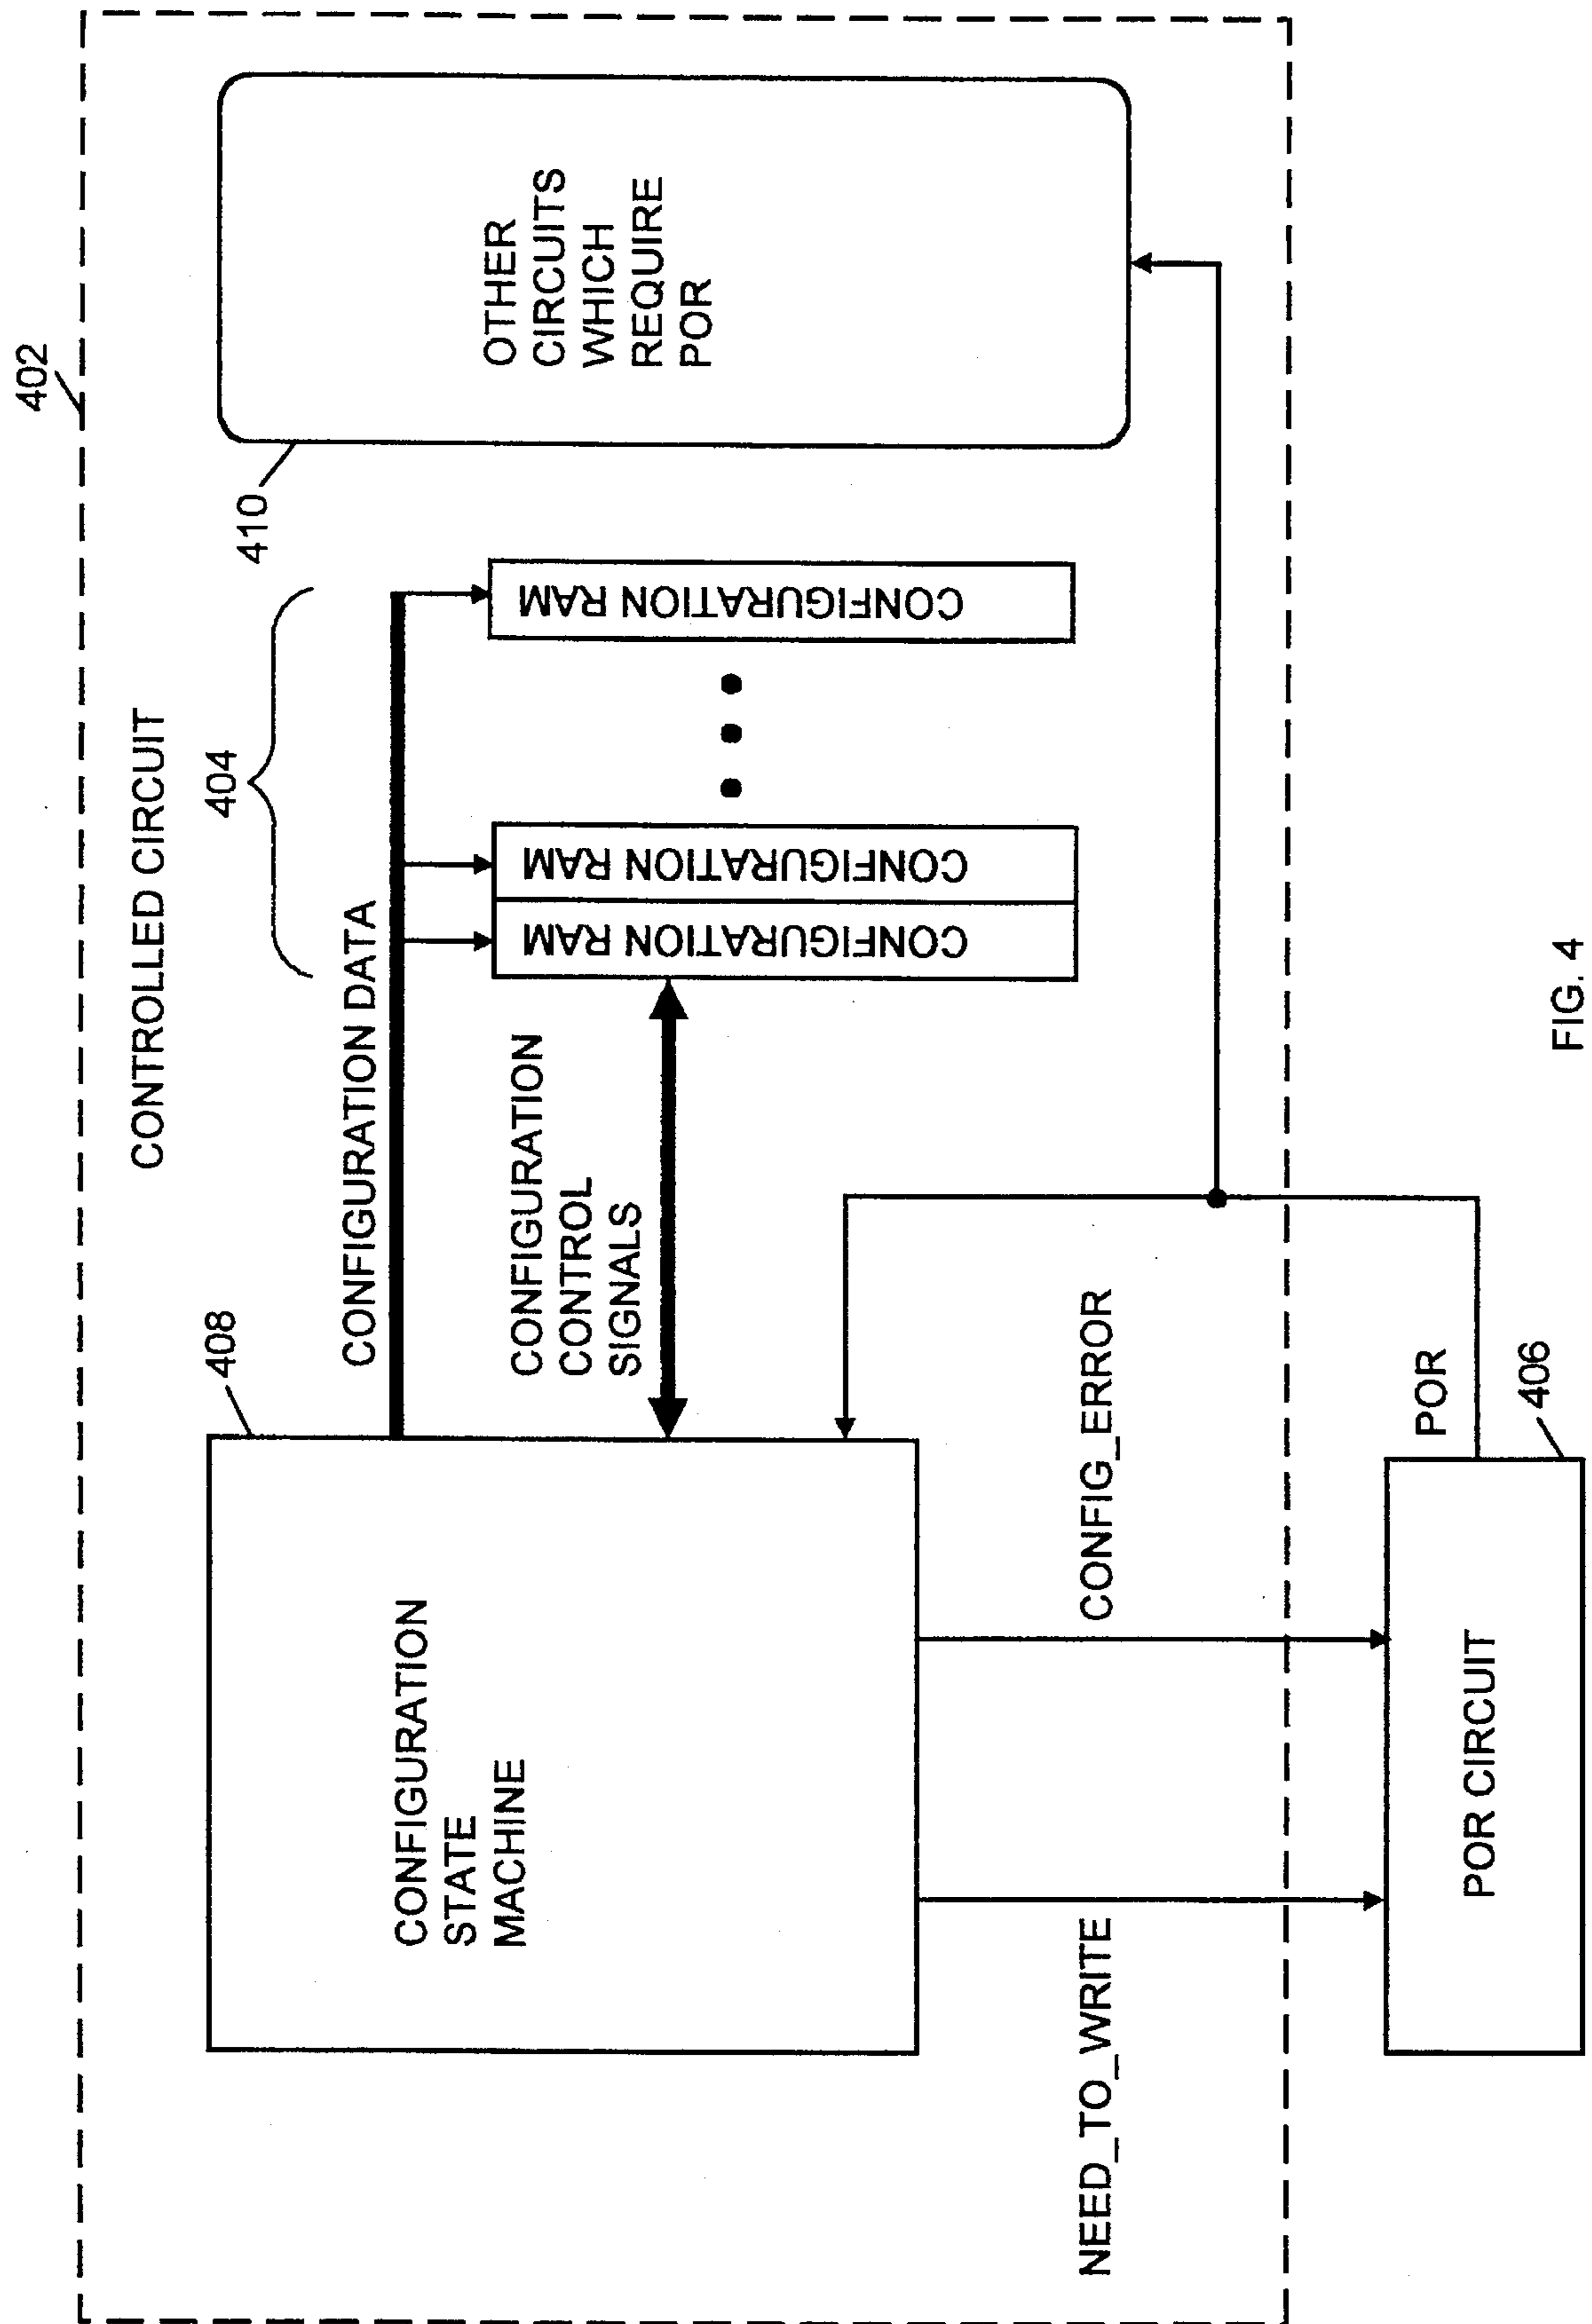 402
CONTROLLED CIRCUIT
408
CONFIGURATION
STATE
MACHINE
CONFIGURATION DATA
404
410
CONFIGURATION
CONTROL
SIGNALS
CONFIGURATION RAM
CONFIGURATION RAM
CONFIGURATION RAM
OTHER
CIRCUITS
WHICH
REQUIRE
POR
NEED_TO_WRITE
CONFIG_ERROR
POR
POR CIRCUIT
406
FIG. 4